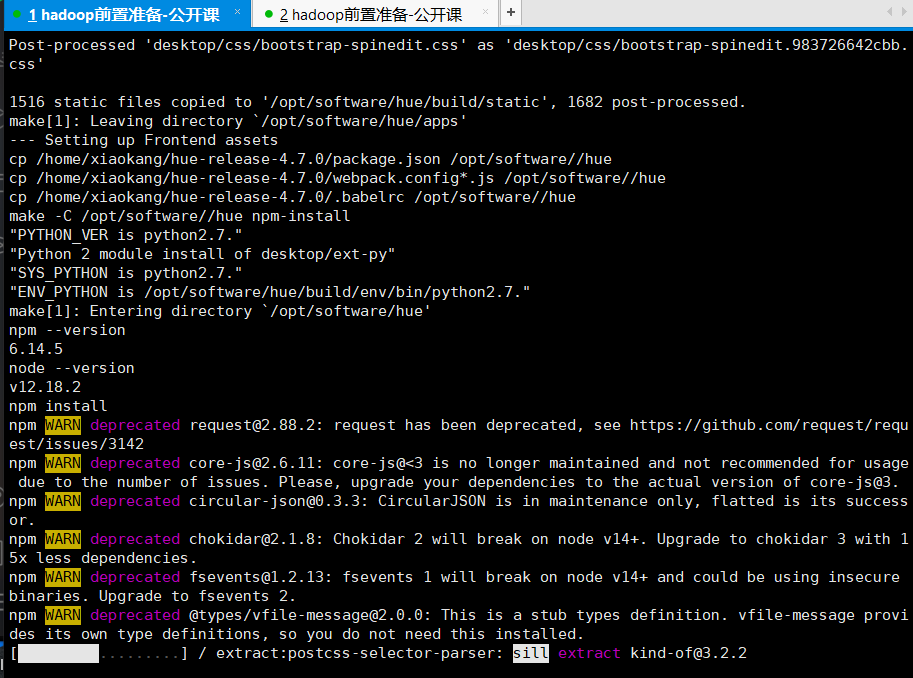 1 hadoop前置准备-公开课 × 2 hadoop前置准备-公开课 × +
Post-processed 'desktop/css/bootstrap-spinedit.css' as 'desktop/css/bootstrap-spinedit.983726642cbb.
css'
1516 static files copied to '/opt/software/hue/build/static', 1682 post-processed.
make[1]: Leaving directory `/opt/software/hue/apps'
--- Setting up Frontend assets
cp /home/xiaokang/hue-release-4.7.0/package.json /opt/software//hue
cp /home/xiaokang/hue-release-4.7.0/webpack.config*.js /opt/software//hue
cp /home/xiaokang/hue-release-4.7.0/.babelrc /opt/software//hue
make -C /opt/software//hue npm-install
"PYTHON_VER is python2.7."
"Python 2 module install of desktop/ext-py"
"SYS_PYTHON is python2.7."
"ENV_PYTHON is /opt/software/hue/build/env/bin/python2.7."
make[1]: Entering directory `/opt/software/hue'
npm --version
6.14.5
node --version
v12.18.2
npm install
npm WARN deprecated request@2.88.2: request has been deprecated, see https://github.com/request/requ
est/issues/3142
npm WARN deprecated core-js@2.6.11: core-js@<3 is no longer maintained and not recommended for usage
due to the number of issues. Please, upgrade your dependencies to the actual version of core-js@3.
npm WARN deprecated circular-json@0.3.3: CircularJSON is in maintenance only, flatted is its success
or.
npm WARN deprecated chokidar@2.1.8: Chokidar 2 will break on node v14+. Upgrade to chokidar 3 with 1
5x less dependencies.
npm WARN deprecated fsevents@1.2.13: fsevents 1 will break on node v14+ and could be using insecure
binaries. Upgrade to fsevents 2.
npm WARN deprecated @types/vfile-message@2.0.0: This is a stub types definition. vfile-message provi
des its own type definitions, so you do not need this installed.
[         .........] / extract:postcss-selector-parser: sill extract kind-of@3.2.2